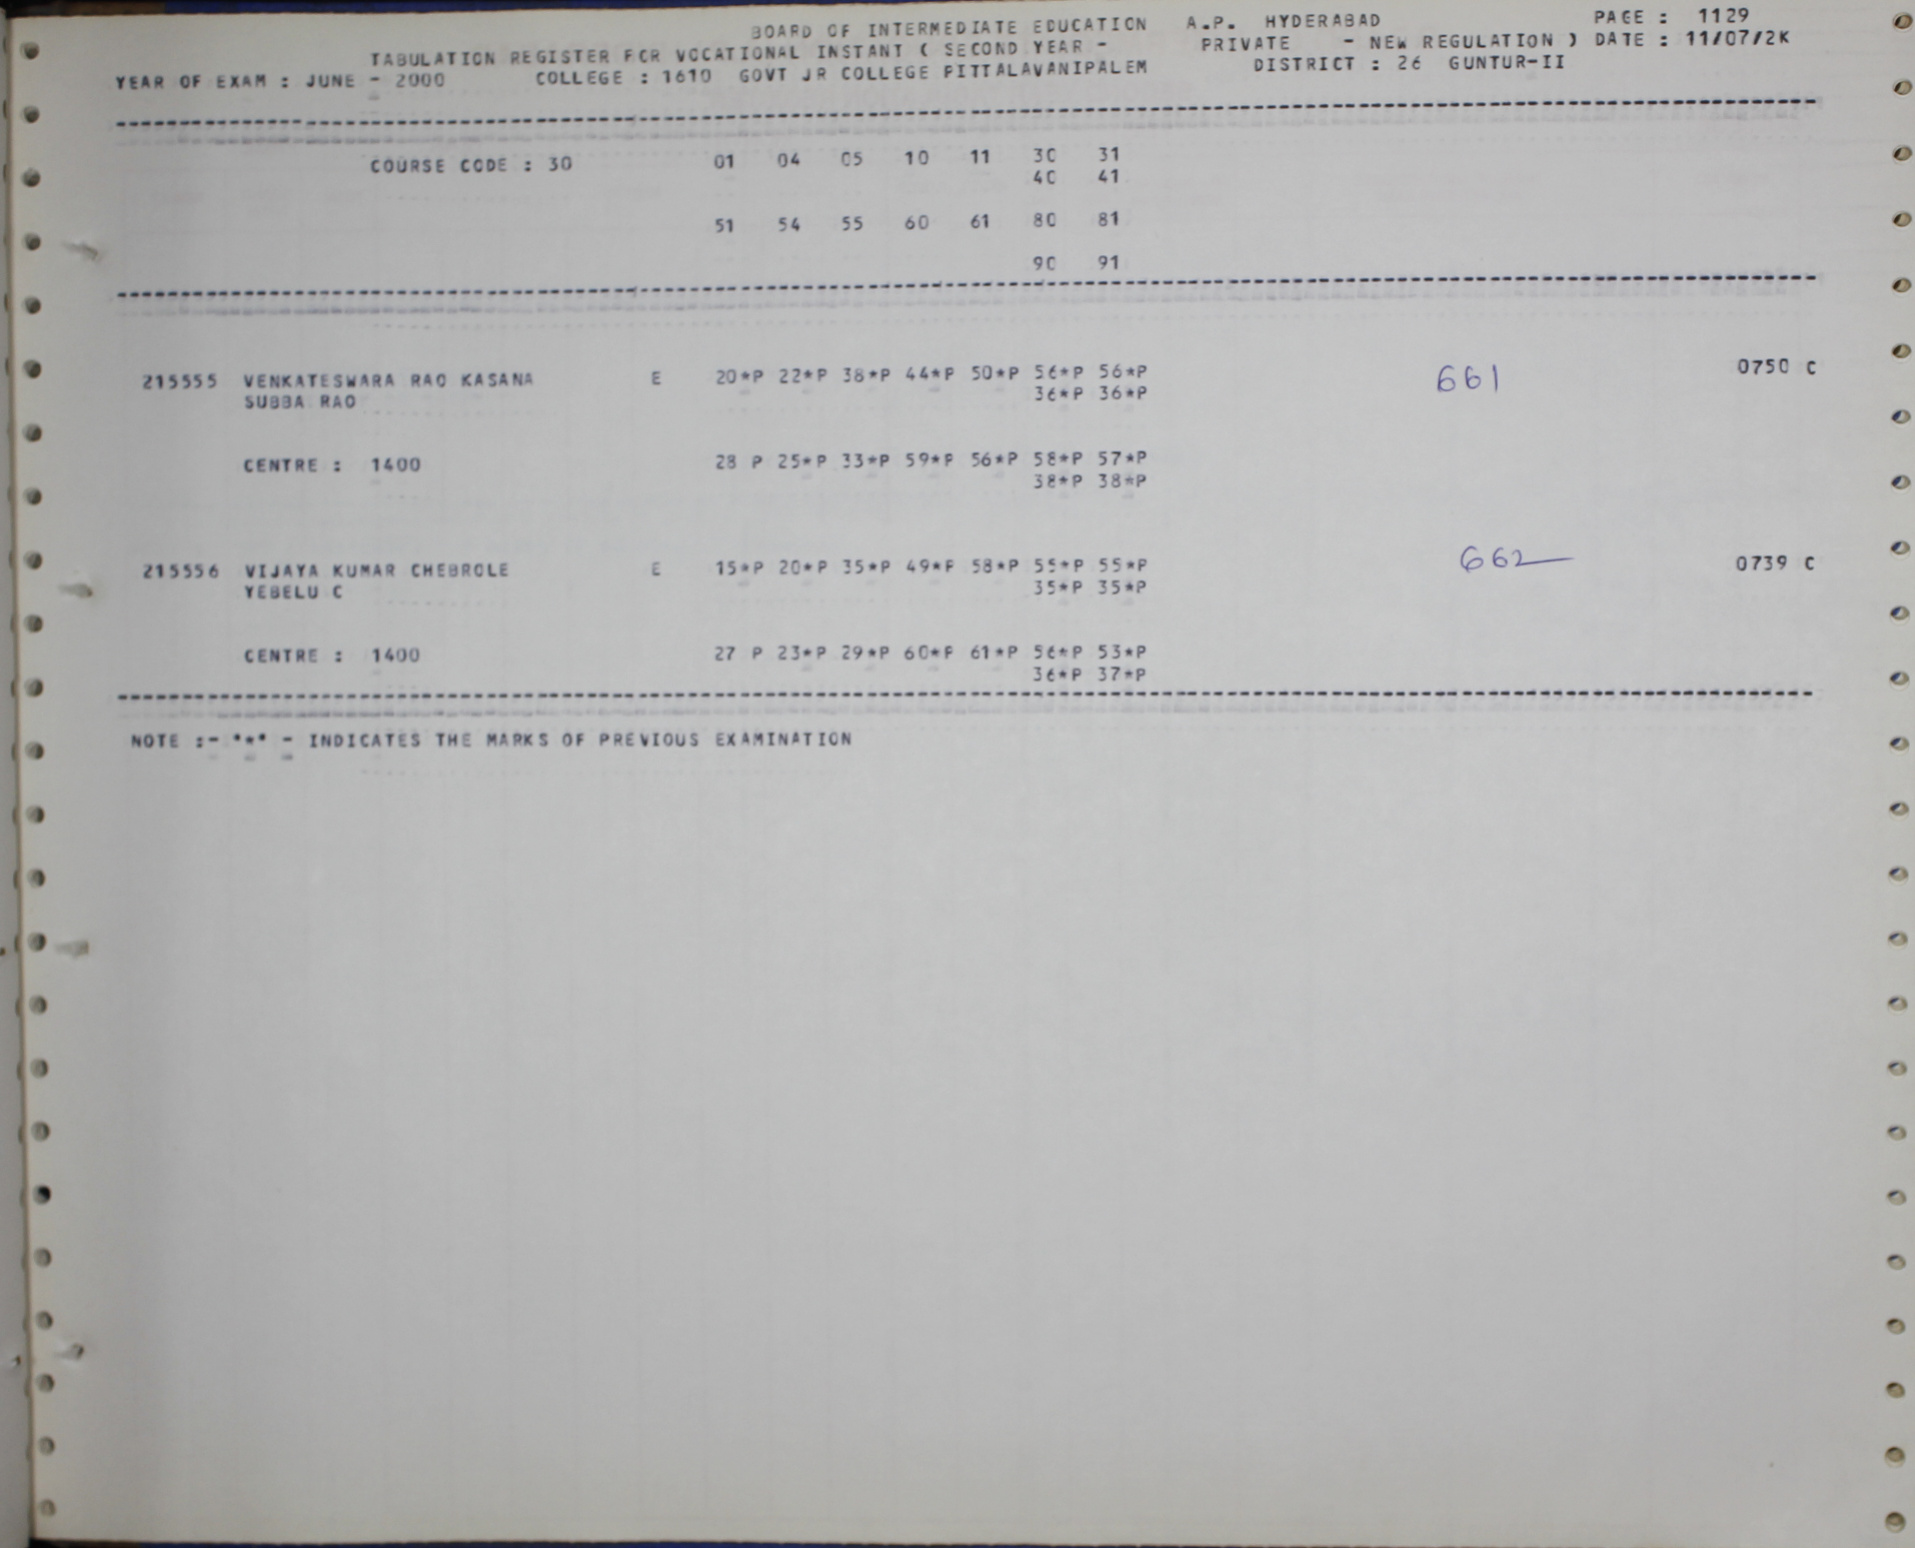 BOARD OF INTERMEDIATE EDUCATION A.P. HYDERABAD PAGE : 1129
TABULATION REGISTER FOR VOCATIONAL INSTANT ( SECOND YEAR - PRIVATE - NEW REGULATION ) DATE : 11/07/2K
YEAR OF EXAM : JUNE - 2000 COLLEGE : 1610 GOVT JR COLLEGE PITTALAVANIPALEM DISTRICT : 26 GUNTUR-II
COURSE CODE : 30 01 04 05 10 11 30 31
40 41
51 54 55 60 61 80 81
90 91
215555 VENKATESWARA RAO KASANA E 20*P 22*P 38*P 44*P 50*P 56*P 56*P 661 0750 C
SUBBA RAO 36*P 36*P
CENTRE : 1400 28 P 25*P 33*P 59*P 56*P 58*P 57*P
38*P 38*P
215556 VIJAYA KUMAR CHEBROLE E 15*P 20*P 35*P 49*P 58*P 55*P 55*P 662 0739 C
YEBELU C 35*P 35*P
CENTRE : 1400 27 P 23*P 29*P 60*P 61*P 56*P 53*P
36*P 37*P
NOTE :- "*" - INDICATES THE MARKS OF PREVIOUS EXAMINATION